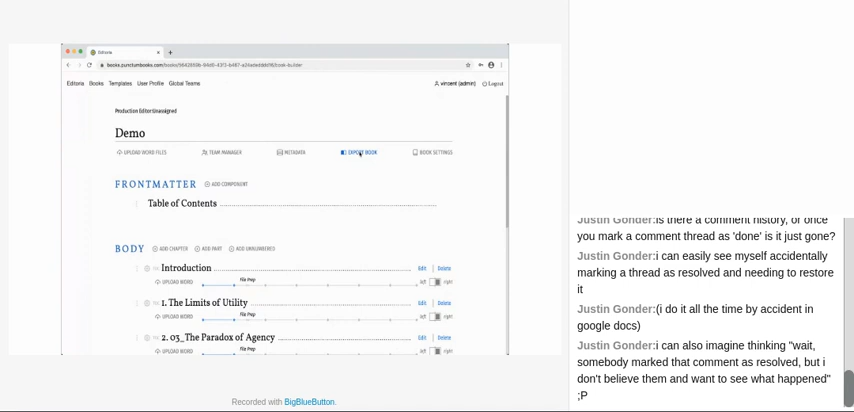 Editoria
books.punctumbooks.com/books/
Editoria Books Templates User Profile Global Teams vincent (admin) Logout
Production Editor:Unassigned
Demo
UPLOAD WORD FILES TEAM MANAGER METADATA EXPORT BOOK BOOK SETTINGS
FRONTMATTER ADD COMPONENT
Table of Contents
BODY ADD CHAPTER ADD PART ADD UNNUMBERED
Introduction Edit Delete
UPLOAD WORD File Prep left right
1. The Limits of Utility Edit Delete
UPLOAD WORD File Prep left right
2. 03_The Paradox of Agency Edit Delete
UPLOAD WORD File Prep left right
Recorded with BigBlueButton.
Justin Gonder:is there a comment history, or once
you mark a comment thread as 'done' is it just gone?
Justin Gonder:i can easily see myself accidentally
marking a thread as resolved and needing to restore
it
Justin Gonder:(i do it all the time by accident in
google docs)
Justin Gonder:i can also imagine thinking "wait,
somebody marked that comment as resolved, but i
don't believe them and want to see what happened"
;P